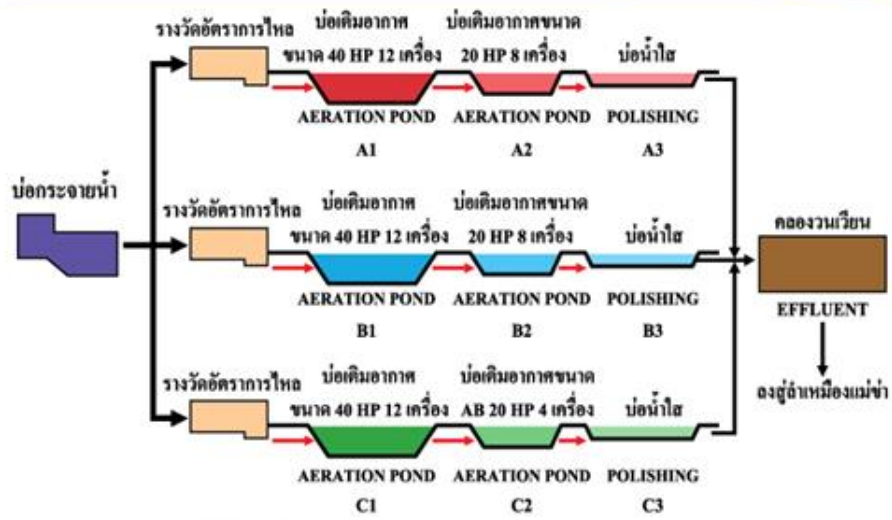 รางวัดอัตราการไหล
บ่อเติมอากาศ
ขนาด 40 HP 12 เครื่อง
บ่อเติมอากาศขนาด
20 HP 8 เครื่อง
บ่อน้ำใส
AERATION POND
A1
AERATION POND
A2
POLISHING
A3
บ่อกระจายน้ำ
รางวัดอัตราการไหล
บ่อเติมอากาศ
ขนาด 40 HP 12 เครื่อง
บ่อเติมอากาศขนาด
20 HP 8 เครื่อง
บ่อน้ำใส
AERATION POND
B1
AERATION POND
B2
POLISHING
B3
คลองวนเวียน
EFFLUENT
ลงสู่ลำเหมืองแม่ข่า
รางวัดอัตราการไหล
บ่อเติมอากาศ
ขนาด 40 HP 12 เครื่อง
บ่อเติมอากาศขนาด
AB 20 HP 4 เครื่อง
บ่อน้ำใส
AERATION POND
C1
AERATION POND
C2
POLISHING
C3